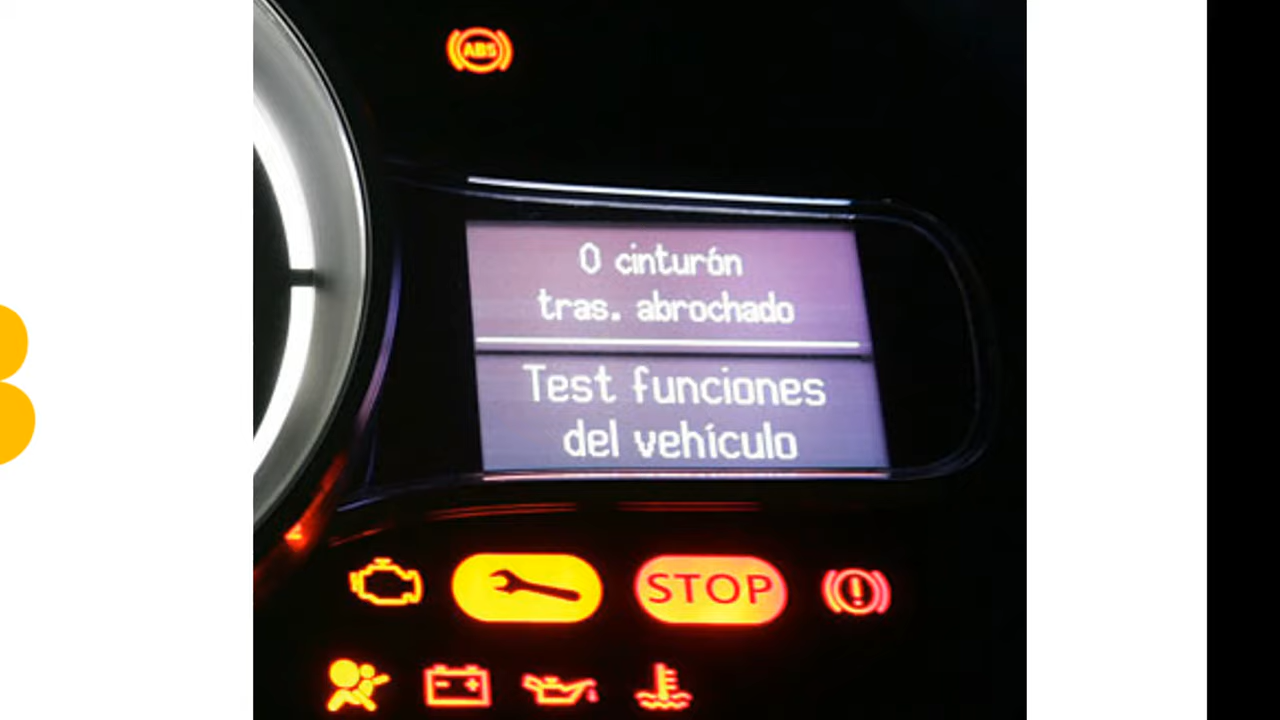 ABS
0 cinturón
tras. abrochado
Test funciones
del vehículo
STOP